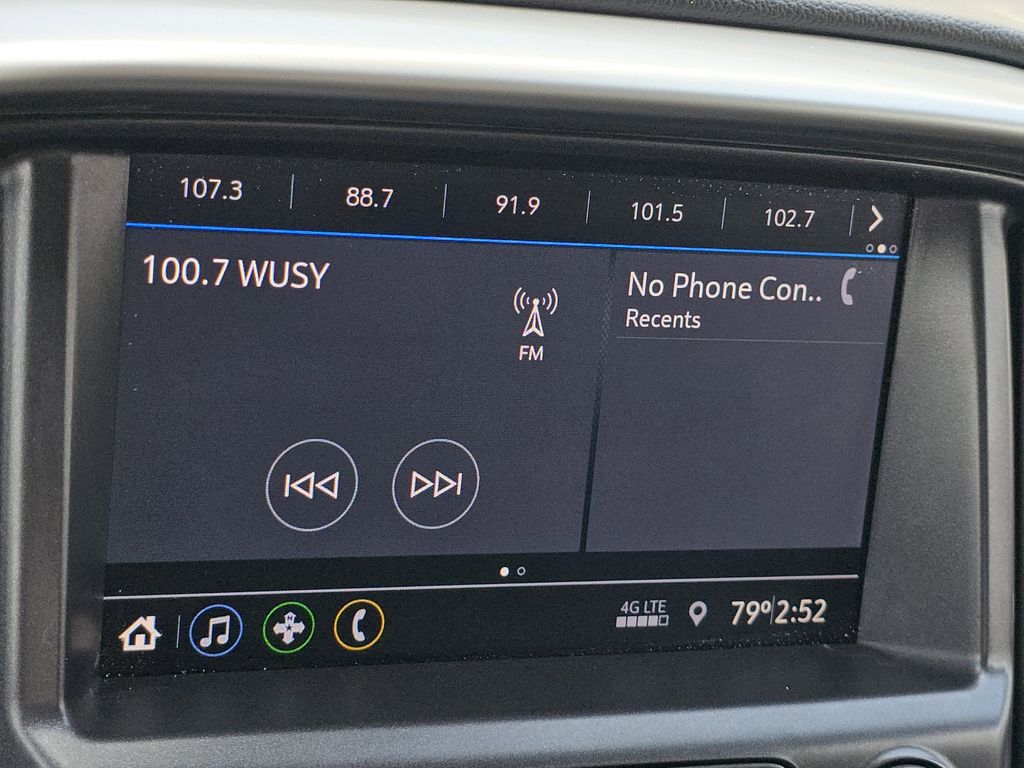 107.3 88.7 91.9 101.5 102.7
100.7 WUSY
FM
No Phone Con..
Recents
N
4G LTE
79º 2:52